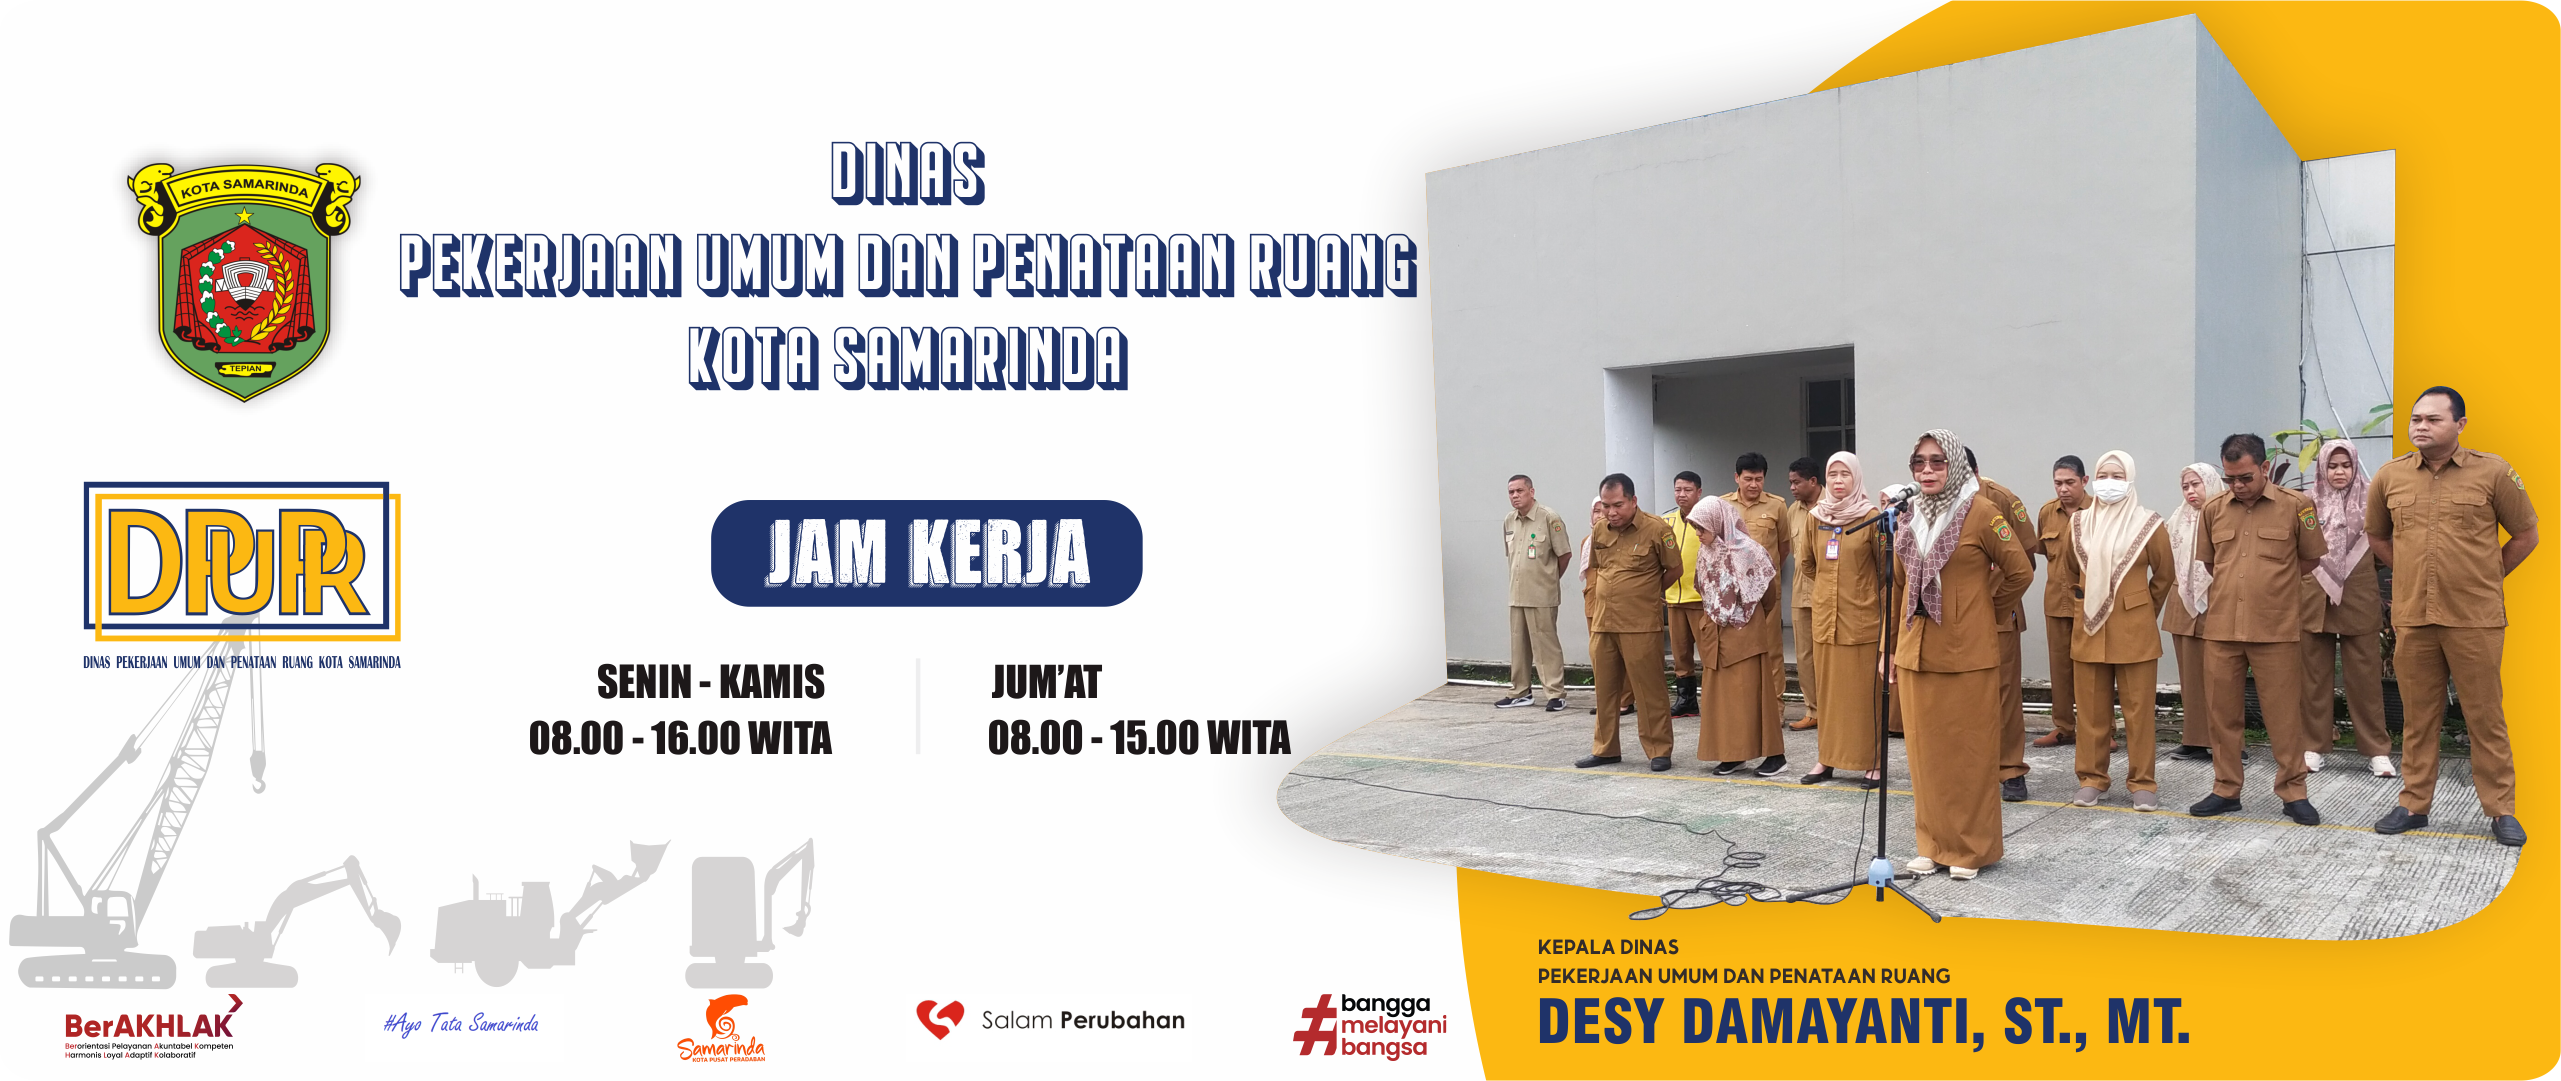 KOTA SAMARINDA
TEPIAN
DINAS
PEKERJAAN UMUM DAN PENATAAN RUANG
KOTA SAMARINDA
DPUPR
DINAS PEKERJAAN UMUM DAN PENATAAN RUANG KOTA SAMARINDA
JAM KERJA
SENIN - KAMIS
08.00 - 16.00 WITA
JUM'AT
08.00 - 15.00 WITA
KEPALA DINAS
PEKERJAAN UMUM DAN PENATAAN RUANG
DESY DAMAYANTI, ST., MT.
BerAKHLAK
Berorientasi Pelayanan Akuntabel Kompeten
Harmonis Loyal Adaptif Kolaboratif
#Ayo Tata Samarinda
Samarinda
KOTA PUSAT PERADABAN
Salam Perubahan
#bangga
melayani
bangsa